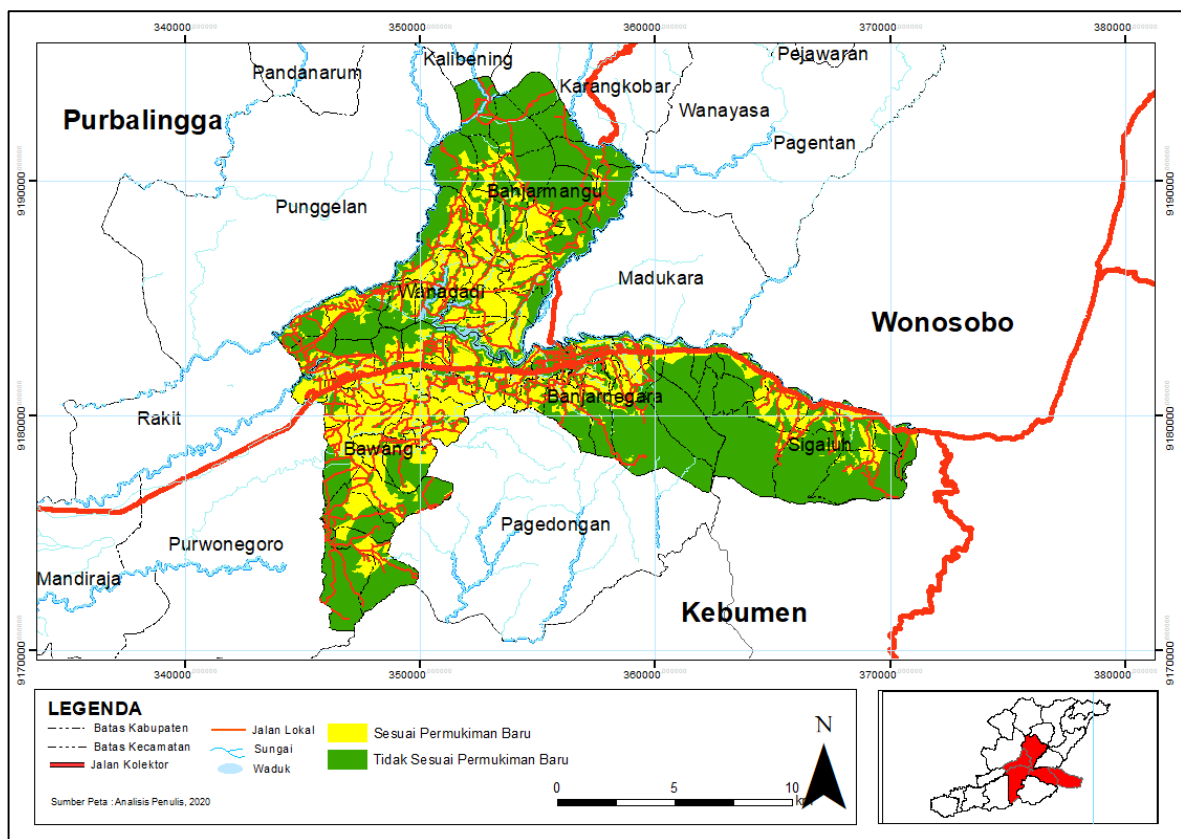 340000
350000
360000
370000
380000
Pandanarum
Kalibening
Karangkobar
Pejawaran
Purbalingga
Wanayasa
Pagentan
9190000
9190000
Punggelan
Banjarmangu
Madukara
Wanagadi
Wonosobo
Rakit
Banjarnegara
9180000
9180000
Bawang
Sigaluh
Pagedongan
Purwonegoro
Mandiraja
Kebumen
9170000
9170000
340000
350000
360000
370000
380000
LEGENDA
Batas Kabupaten
Batas Kecamatan
Jalan Kolektor
Jalan Lokal
Sungai
Waduk
Sesuai Permukiman Baru
Tidak Sesuai Permukiman Baru
Sumber Peta : Analisis Penulis, 2020
0 5 10
km
N